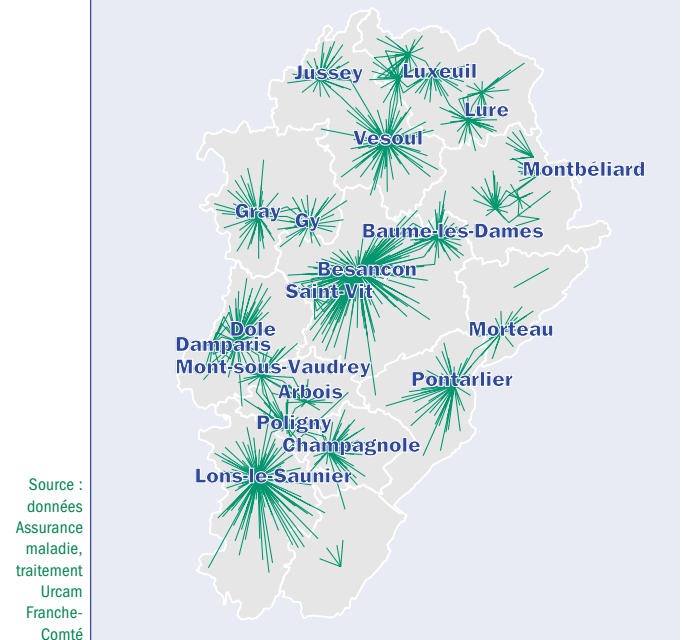 Jussey
Luxeuil
Lure
Vesoul
Montbéliard
Gray
Gy
Baume-les-Dames
Besancon
Saint-Vit
Dole
Morteau
Damparis
Mont-sous-Vaudrey
Pontarlier
Arbois
Poligny
Champagnole
Lons-le-Saunier
Source :
données
Assurance
maladie,
traitement
Urcam
Franche-
Comté